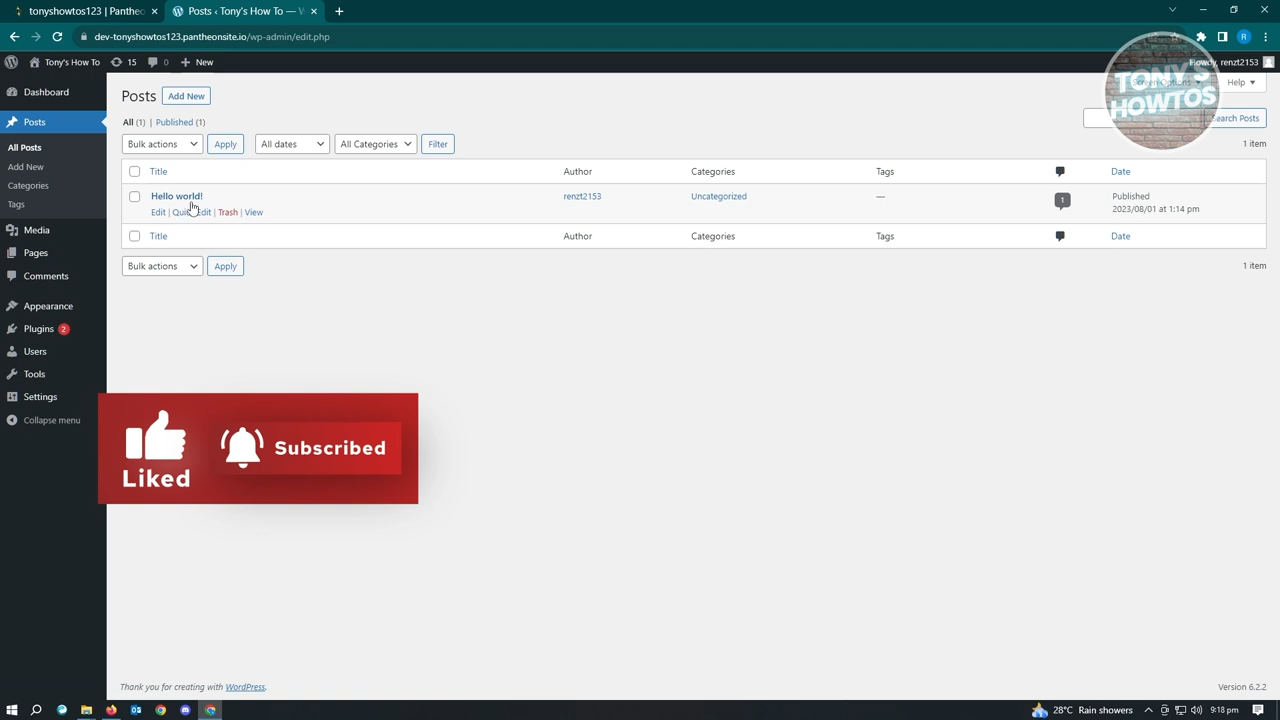 tonyshowtos123 | Pantheo
Posts ‹ Tony's How To — W
dev-tonyshowtos123.pantheonsite.io/wp-admin/edit.php
R
Tony's How To
15
0
New
Howdy, renzt2153
Dashboard
Posts
All Posts
Add New
Categories
Tags
Media
Pages
Comments
Appearance
Plugins 2
Users
Tools
Settings
Collapse menu
Posts
Add New
Screen Options
Help
TONY'S
HOWTOS
All (1) | Published (1)
Search Posts
Bulk actions
Apply
All dates
All Categories
Filter
1 item
Title
Author
Categories
Tags
Date
Hello world!
Edit | Quick Edit | Trash | View
renzt2153
Uncategorized
—
1
Published
2023/08/01 at 1:14 pm
Title
Author
Categories
Tags
Date
Bulk actions
Apply
1 item
Liked
Subscribed
Thank you for creating with WordPress.
Version 6.2.2
28°C Rain showers
9:18 pm